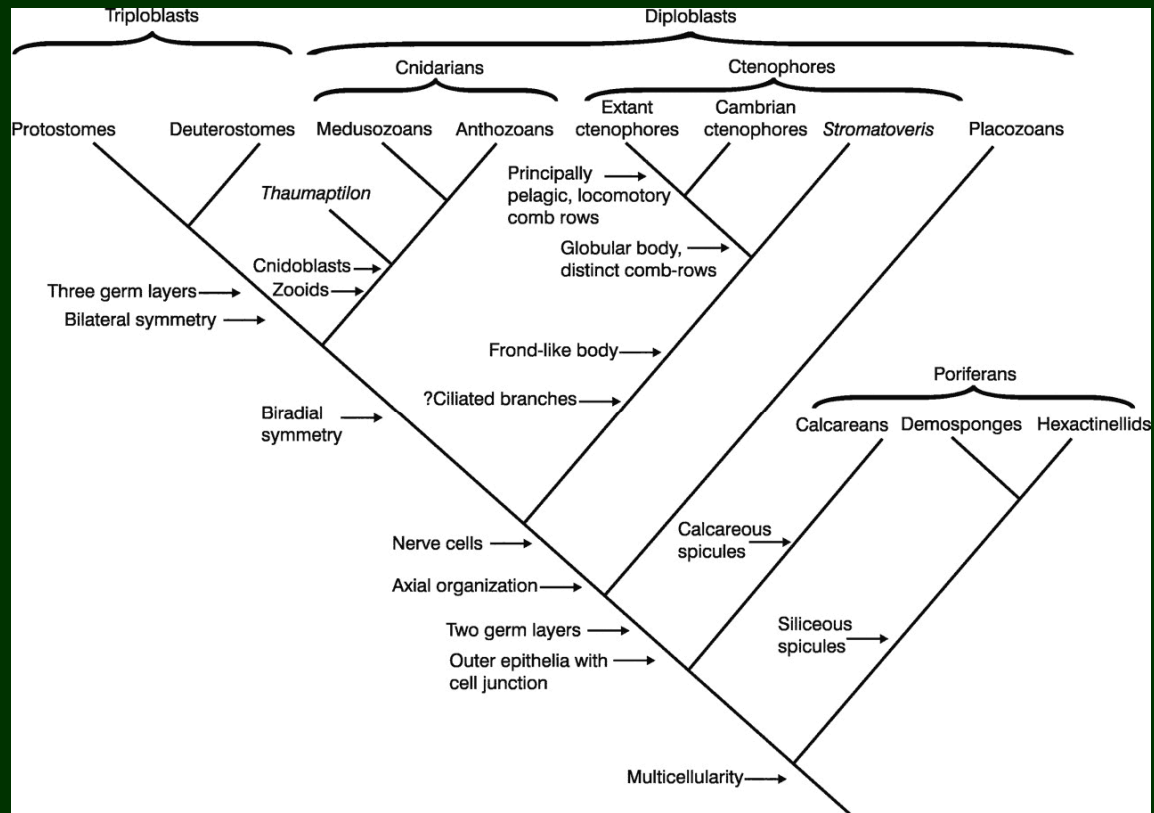 Triploblasts
Diploblasts
Cnidarians
Ctenophores
Protostomes
Deuterostomes
Medusozoans
Anthozoans
Extant
ctenophores
Cambrian
ctenophores
Stromatoveris
Placozoans
Thaumaptilon
Principally
pelagic, locomotory
comb rows
Globular body,
distinct comb-rows
Cnidoblasts
Zooids
Three germ layers
Bilateral symmetry
Frond-like body
?Ciliated branches
Biradial
symmetry
Poriferans
Calcareans
Demosponges
Hexactinellids
Nerve cells
Calcareous
spicules
Axial organization
Two germ layers
Siliceous
spicules
Outer epithelia with
cell junction
Multicellularity